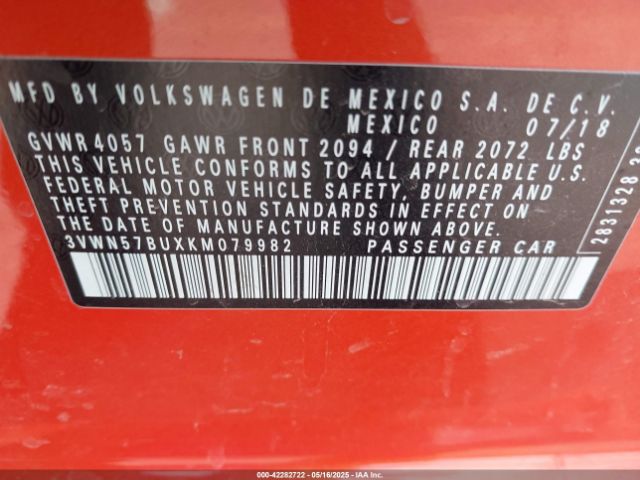 MFD BY VOLKSWAGEN DE MEXICO S.A. DE C.V.
MEXICO 07/18
GVWR 4057 GAWR FRONT 2094 / REAR 2072 LBS
THIS VEHICLE CONFORMS TO ALL APPLICABLE U.S.
FEDERAL MOTOR VEHICLE SAFETY, BUMPER AND
THEFT PREVENTION STANDARDS IN EFFECT ON
THE DATE OF MANUFACTURE SHOWN ABOVE.
3VWN57BUXKM079982 PASSENGER CAR
2831328
000-42282722 --- 05/16/2025 --- IAA Inc.